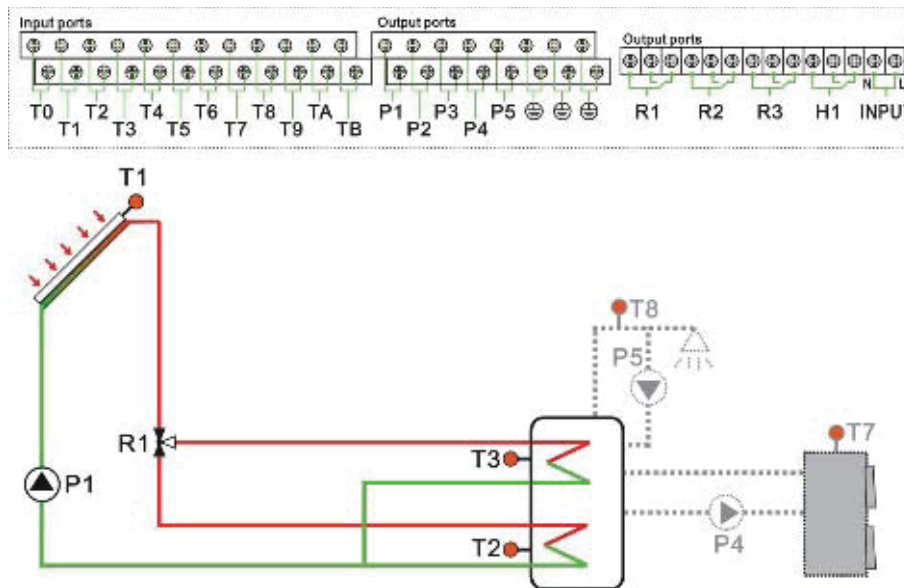 Input ports
Output ports
Output ports
T0 T2 T4 T6 T8 TA
T1 T3 T5 T7 T9 TB
P1 P3 P5
P2 P4
R1 R2 R3 H1 INPUT
N L
T1
T8
P5
R1
T3
T7
P1
T2
P4